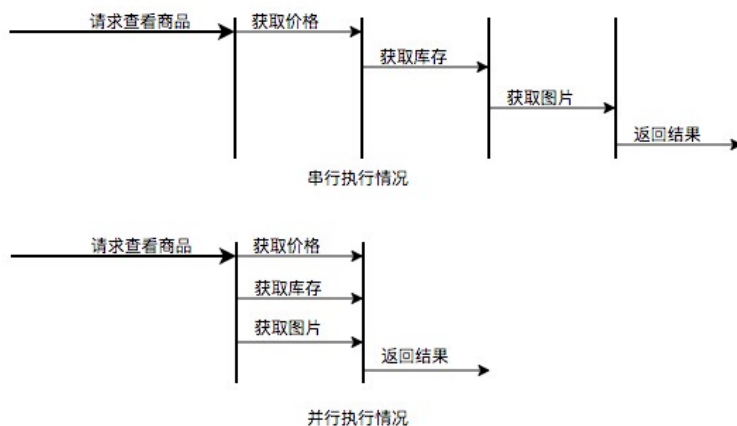 请求查看商品 获取价格
获取库存
获取图片
返回结果
串行执行情况
请求查看商品 获取价格
获取库存
获取图片
返回结果
并行执行情况